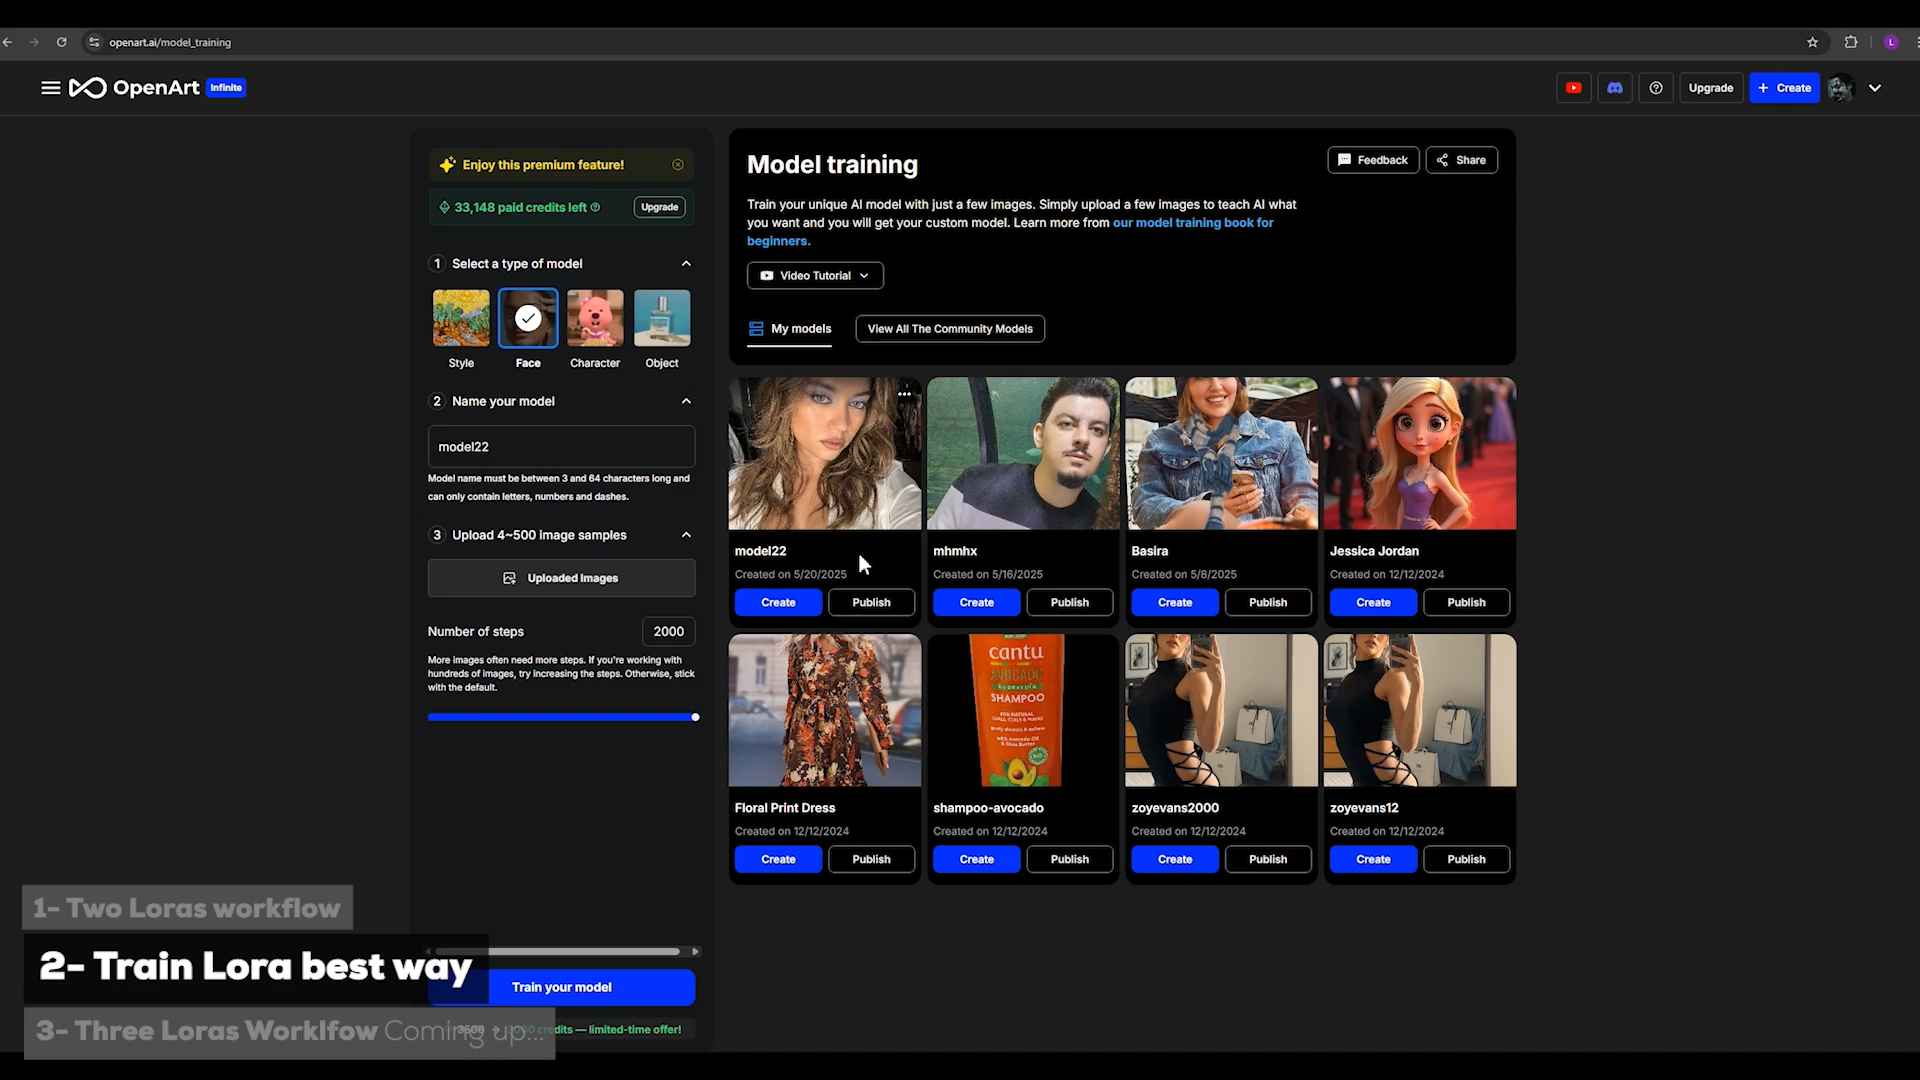 openart.ai/model_training
L
OpenArt Infinite
Upgrade
+ Create
Enjoy this premium feature!
33,148 paid credits left
Upgrade
1 Select a type of model
Style
Face
Character
Object
2 Name your model
model22
Model name must be between 3 and 64 characters long and
can only contain letters, numbers and dashes.
3 Upload 4~500 image samples
Uploaded Images
Number of steps
2000
More images often need more steps. If you're working with
hundreds of images, try increasing the steps. Otherwise, stick
with the default.
Train your model
credits — limited-time offer!
Model training
Feedback
Share
Train your unique AI model with just a few images. Simply upload a few images to teach AI what
you want and you will get your custom model. Learn more from our model training book for
beginners.
Video Tutorial
My models
View All The Community Models
model22
Created on 5/20/2025
Create
Publish
mhmhx
Created on 5/16/2025
Create
Publish
Basira
Created on 5/8/2025
Create
Publish
Jessica Jordan
Created on 12/12/2024
Create
Publish
cantu
AVOCADO
HYDRATING
SHAMPOO
Floral Print Dress
Created on 12/12/2024
Create
Publish
shampoo-avocado
Created on 12/12/2024
Create
Publish
zoyevans2000
Created on 12/12/2024
Create
Publish
zoyevans12
Created on 12/12/2024
Create
Publish
1- Two Loras workflow
2- Train Lora best way
3- Three Loras Worklfow Coming up...